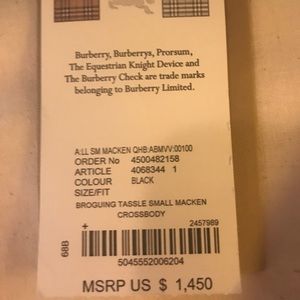 Burberry, Burberrys, Prorsum,
The Equestrian Knight Device and
The Burberry Check are trade marks
belonging to Burberry Limited.
A:LL SM MACKEN QHB:ABMVV:00100
ORDER No 4500482158
ARTICLE 4068344 1
COLOUR BLACK
SIZE/FIT
BROGUING TASSLE SMALL MACKEN
CROSSBODY
+ 2457989
68B
5045552006204
MSRP US $ 1,450